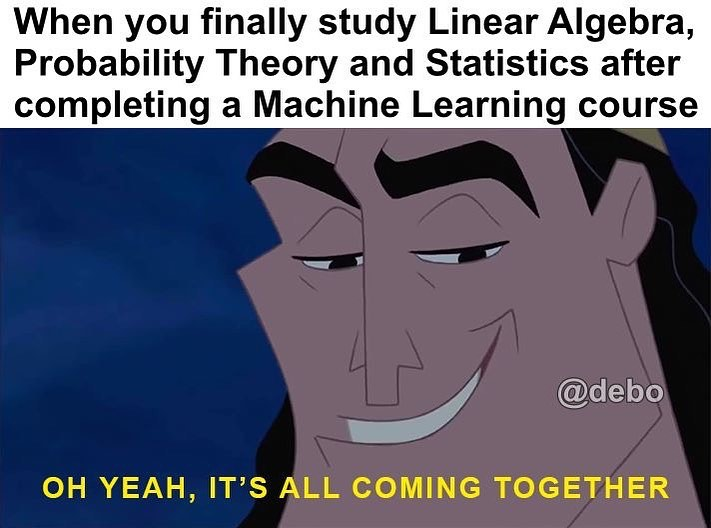 When you finally study Linear Algebra,
Probability Theory and Statistics after
completing a Machine Learning course
@debo
OH YEAH, IT’S ALL COMING TOGETHER